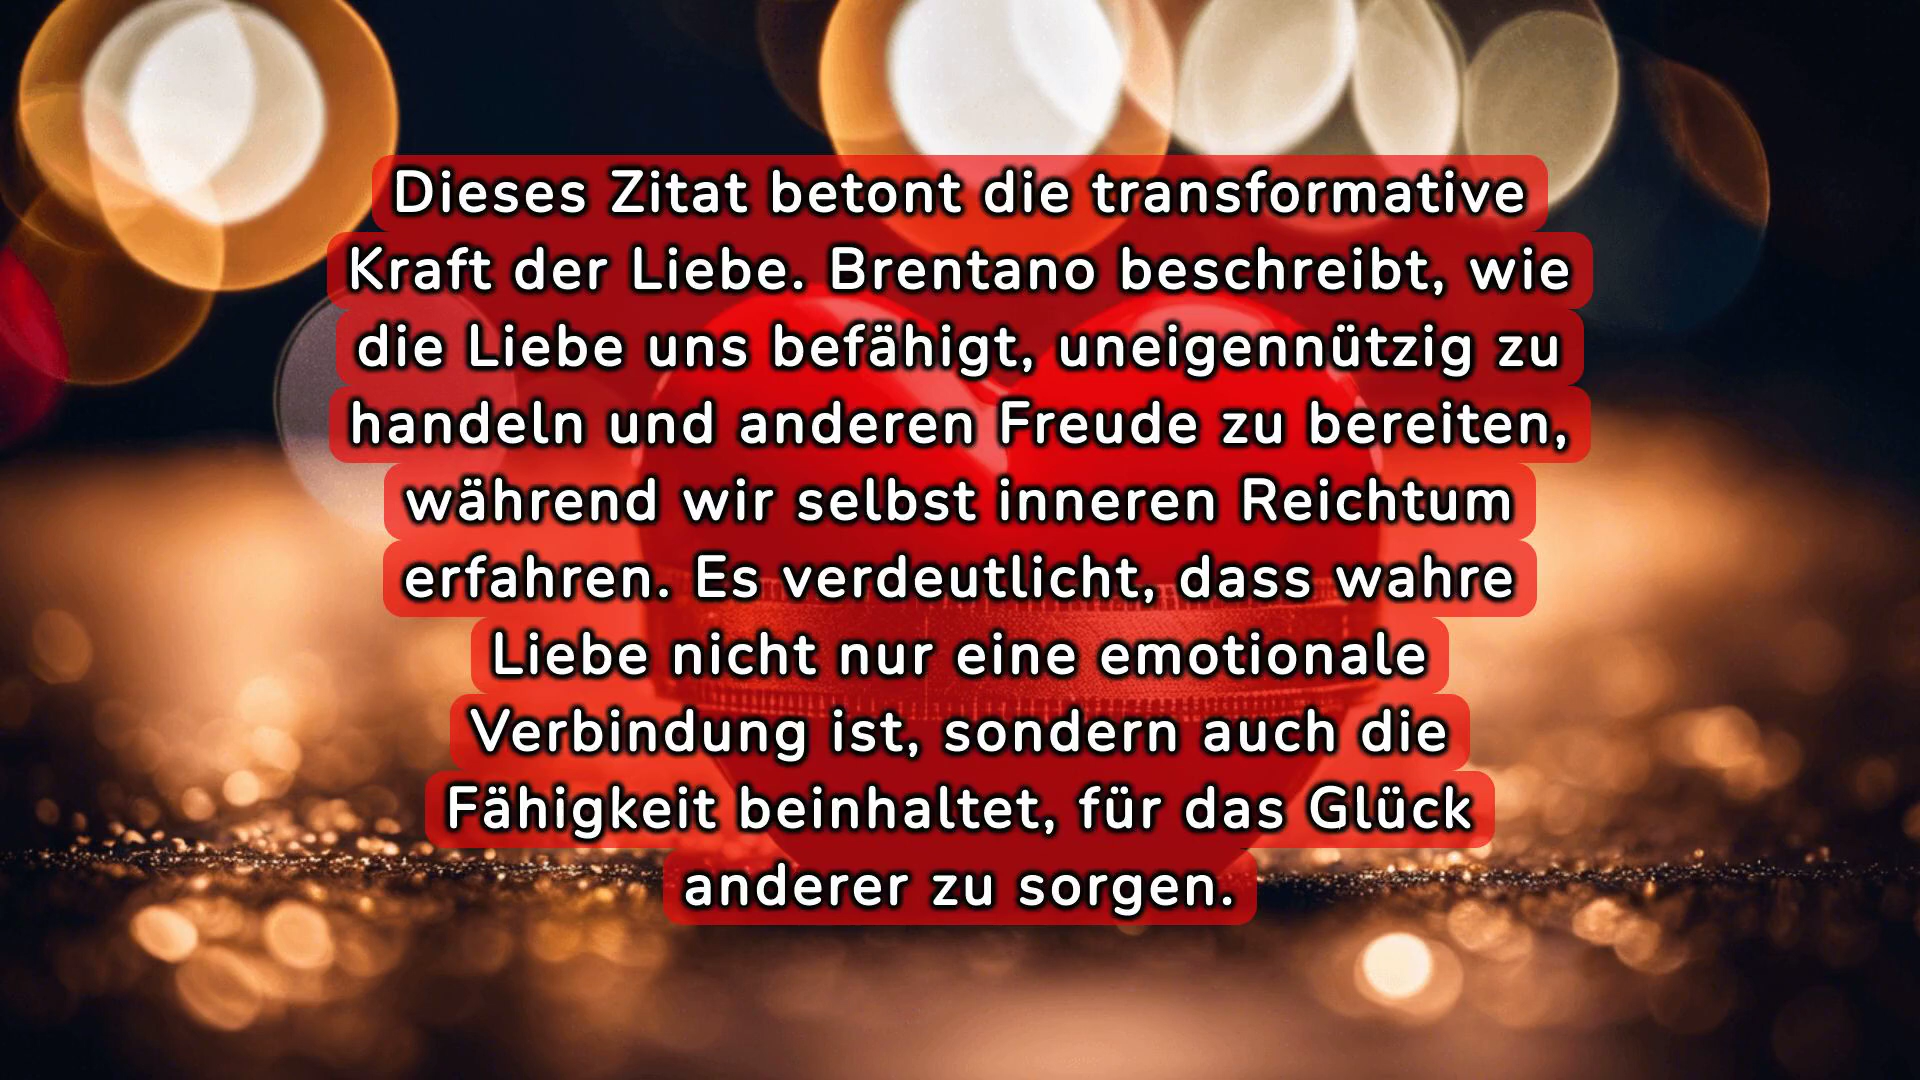 Dieses Zitat betont die transformative
Kraft der Liebe. Brentano beschreibt, wie
die Liebe uns befähigt, uneigennützig zu
handeln und anderen Freude zu bereiten,
während wir selbst inneren Reichtum
erfahren. Es verdeutlicht, dass wahre
Liebe nicht nur eine emotionale
Verbindung ist, sondern auch die
Fähigkeit beinhaltet, für das Glück
anderer zu sorgen.